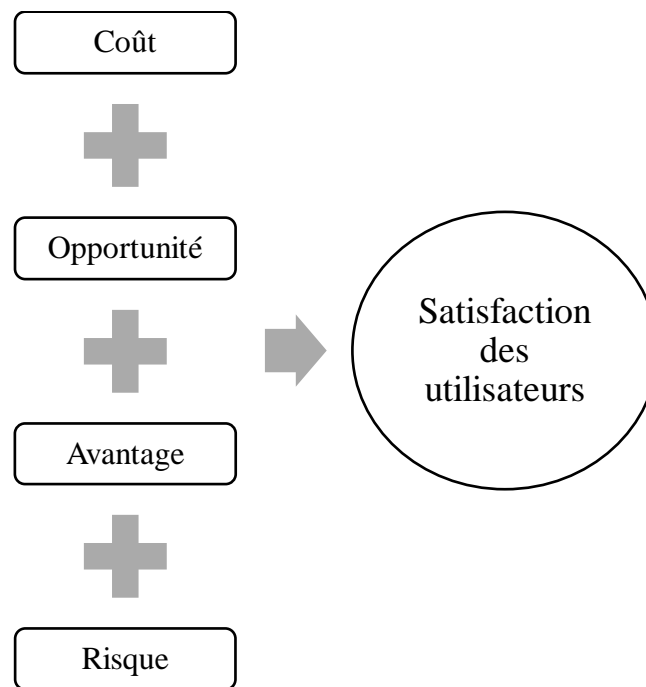 Coût
Opportunité
Avantage
Risque
Satisfaction
des
utilisateurs